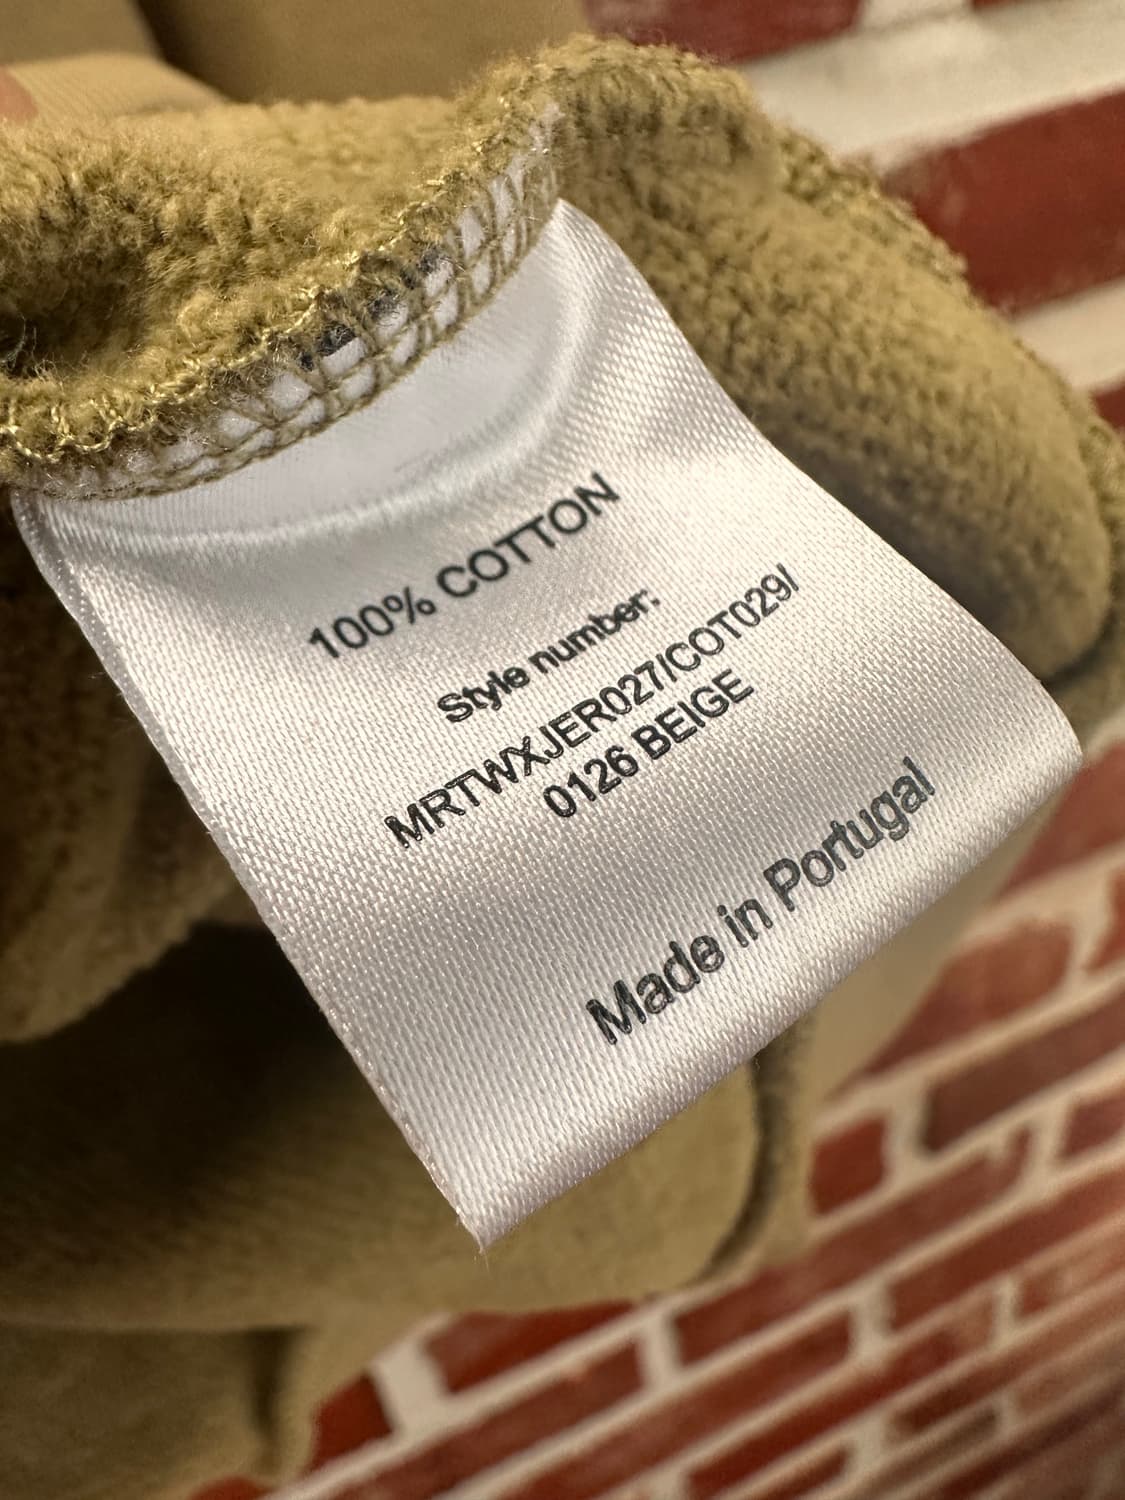 100% COTTON
Style number:
MRTWXJER027/COT029/
0126 BEIGE
Made in Portugal